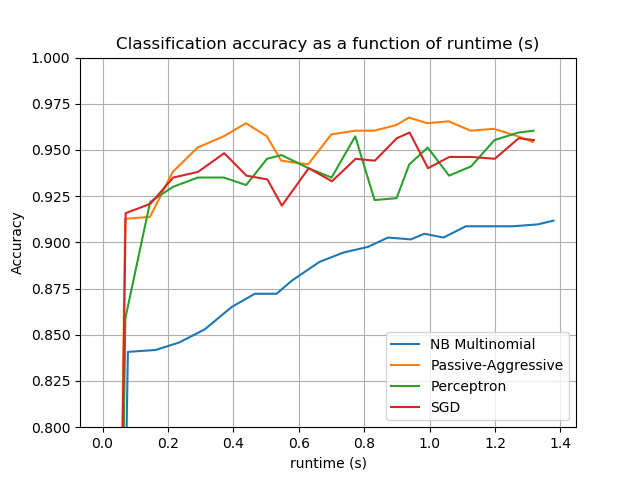 Classification accuracy as a function of runtime (s)
1.000
0.975
0.950
0.925
0.900
0.875
0.850
0.825
0.800
Accuracy
NB Multinomial
Passive-Aggressive
Perceptron
SGD
0.0 0.2 0.4 0.6 0.8 1.0 1.2 1.4
runtime (s)